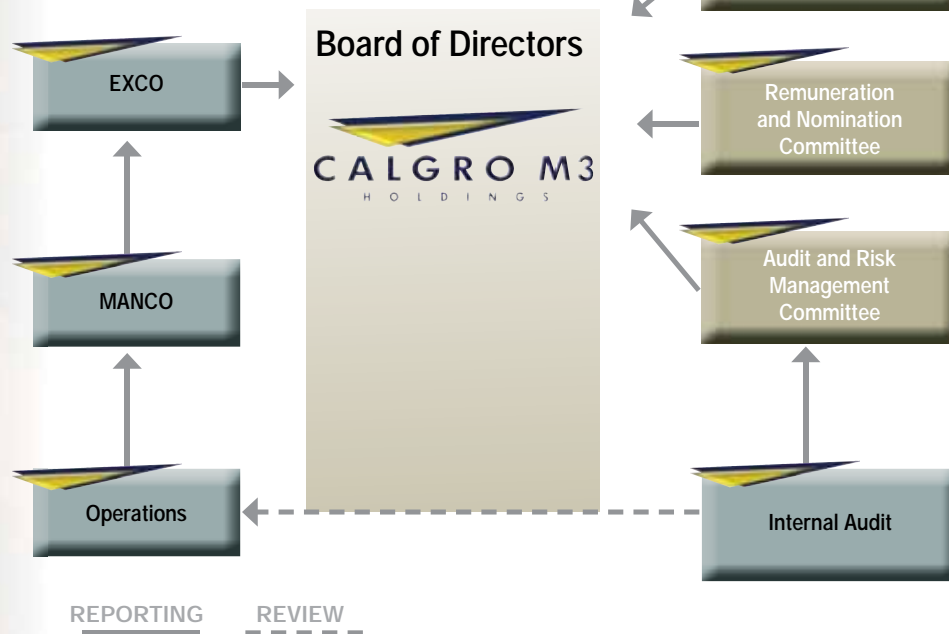 Board of Directors
CALGRO M3
HOLDINGS
EXCO
MANCO
Operations
Remuneration
and Nomination
Committee
Audit and Risk
Management
Committee
Internal Audit
REPORTING
REVIEW